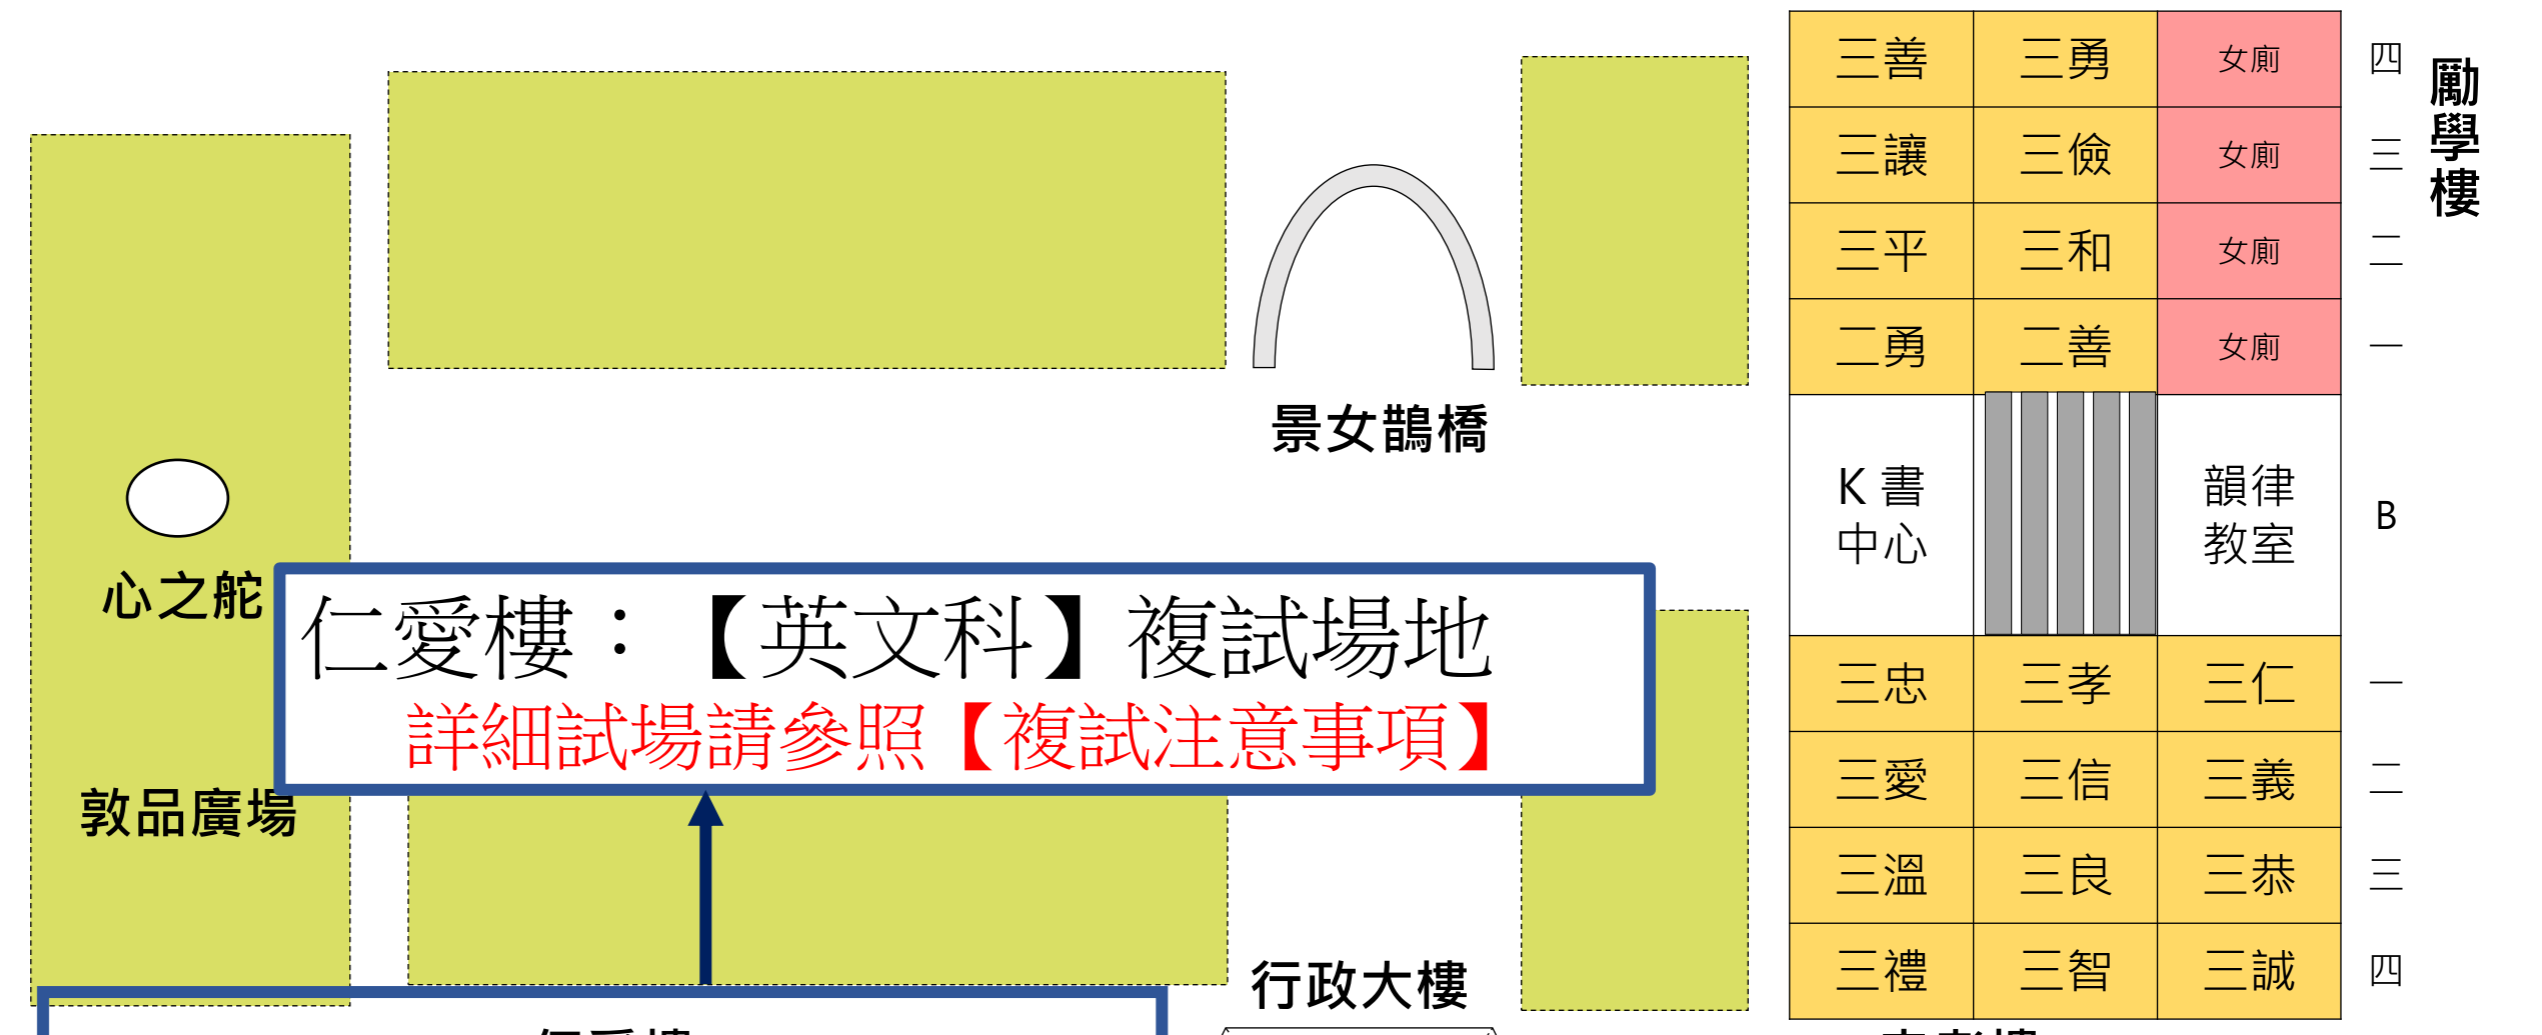 三善 三勇 女廁 四
三讓 三儉 女廁 三
三平 三和 女廁 二
二勇 二善 女廁 一
勵學樓
景女鵲橋
K 書
中心
韻律
教室
B
心之舵
仁愛樓：【英文科】複試場地
詳細試場請參照【複試注意事項】
敦品廣場
三忠 三孝 三仁 一
三愛 三信 三義 二
三溫 三良 三恭 三
三禮 三智 三誠 四
行政大樓